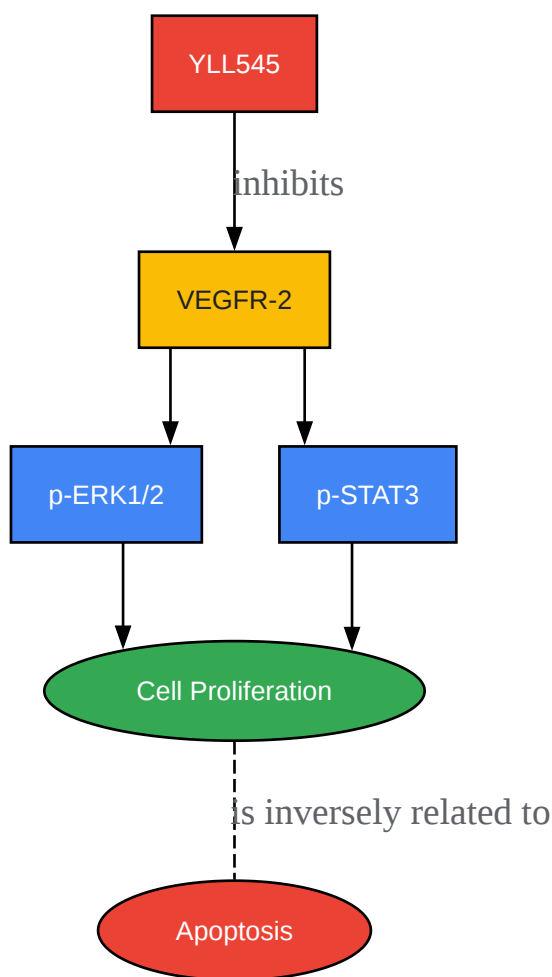 YLL545
inhibits
VEGFR-2
p-ERK1/2
p-STAT3
Cell Proliferation
is inversely related to
Apoptosis